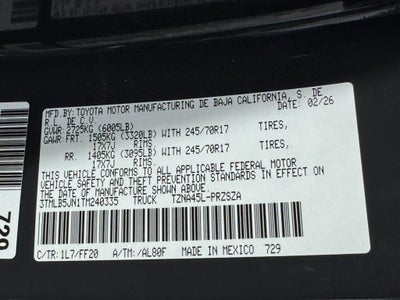 MFD.BY:TOYOTA MOTOR MANUFACTURING DE BAJA CALIFORNIA, S. DE
R.L. DE C.V. DATE: 02/26
GVWR: 2725KG (6005LB)
GAWR: FRT. 1505KG (3320LB) WITH 245/70R17 TIRES,
17X7J RIMS
RR. 1405KG (3095LB) WITH 245/70R17 TIRES,
17X7J RIMS
THIS VEHICLE CONFORMS TO ALL APPLICABLE FEDERAL MOTOR
VEHICLE SAFETY STANDARDS IN EFFECT ON THE DATE OF
MANUFACTURE SHOWN ABOVE.
3TMLB5JN1TM240335 TRUCK TZNA45L-PRZSZA
C/TR: 1L7/FF20 A/TM: /AL80F MADE IN MEXICO 729
729